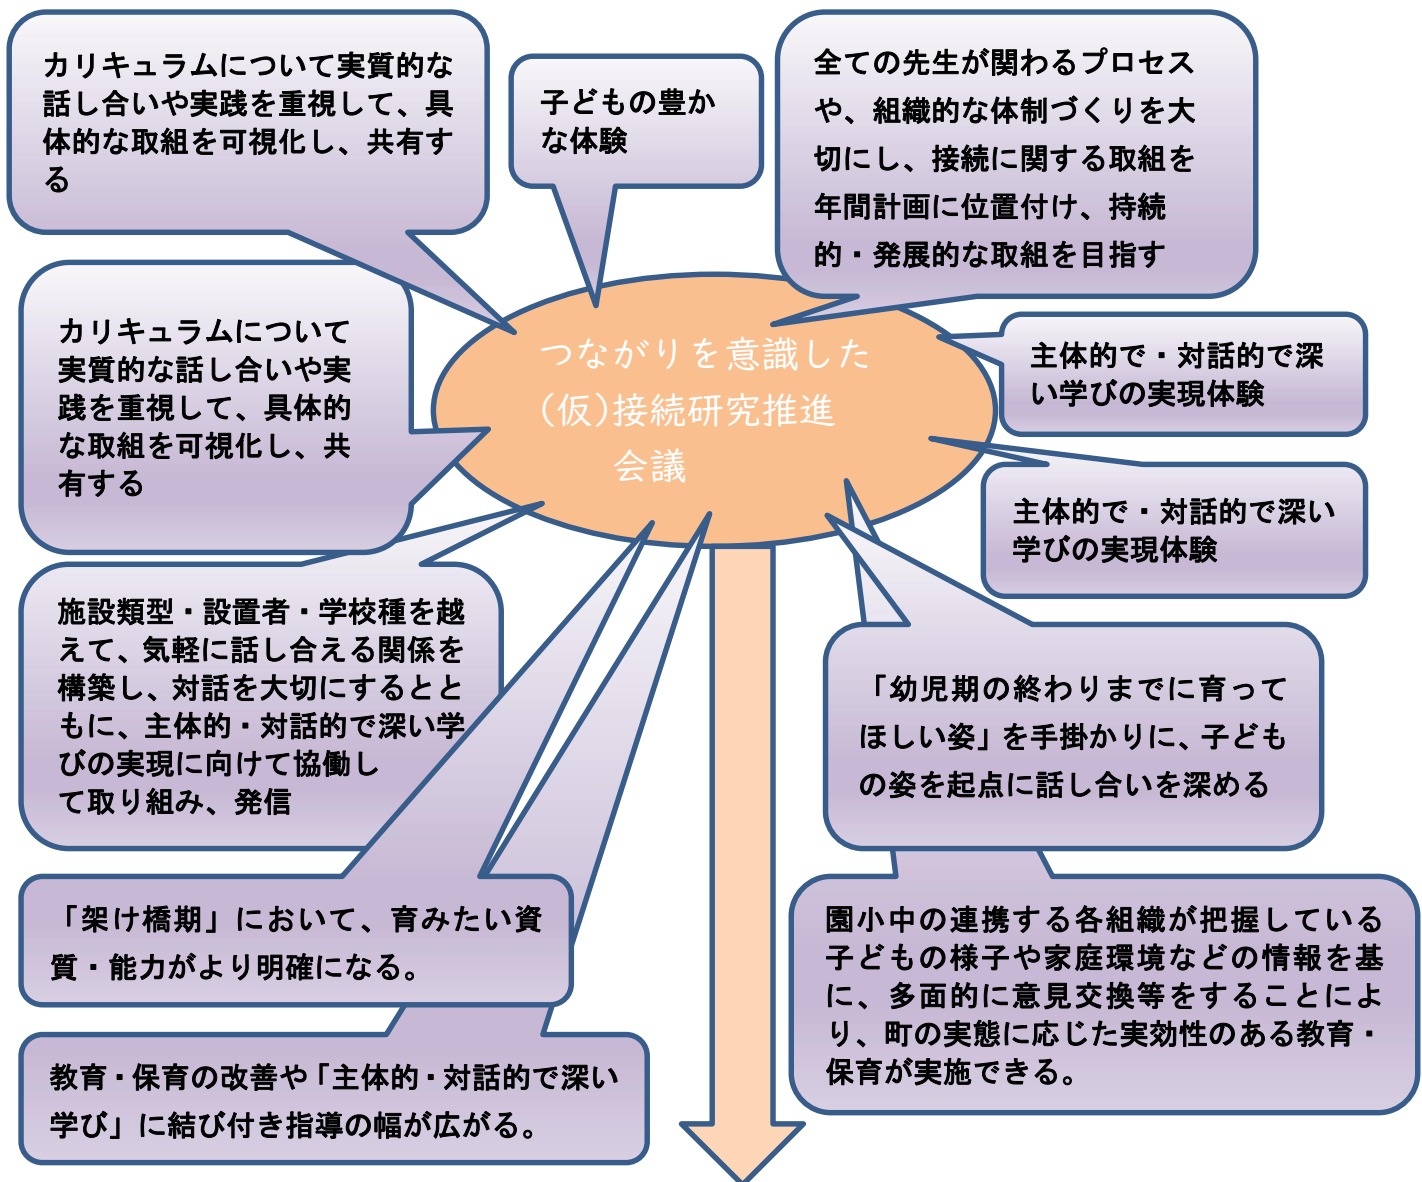 カリキュラムについて実質的な
話し合いや実践を重視して、具
体的な取組を可視化し、共有す
る
子どもの豊か
な体験
全ての先生が関わるプロセス
や、組織的な体制づくりを大
切にし、接続に関する取組を
年間計画に位置付け、持続
的・発展的な取組を目指す
カリキュラムについて
実質的な話し合いや実
践を重視して、具体的
な取組を可視化し、共
有する
つながりを意識した
(仮)接続研究推進
会議
主体的で・対話的で深
い学びの実現体験
主体的で・対話的で深い
学びの実現体験
施設類型・設置者・学校種を越
えて、気軽に話し合える関係を
構築し、対話を大切にするとと
もに、主体的・対話的で深い学
びの実現に向けて協働し
て取り組み、発信
「幼児期の終わりまでに育って
ほしい姿」を手掛かりに、子ども
の姿を起点に話し合いを深める
「架け橋期」において、育みたい資
質・能力がより明確になる。
園小中の連携する各組織が把握している
子どもの様子や家庭環境などの情報を基
に、多面的に意見交換等をすることによ
り、町の実態に応じた実効性のある教育・
保育が実施できる。
教育・保育の改善や「主体的・対話的で深い
学び」に結び付き指導の幅が広がる。